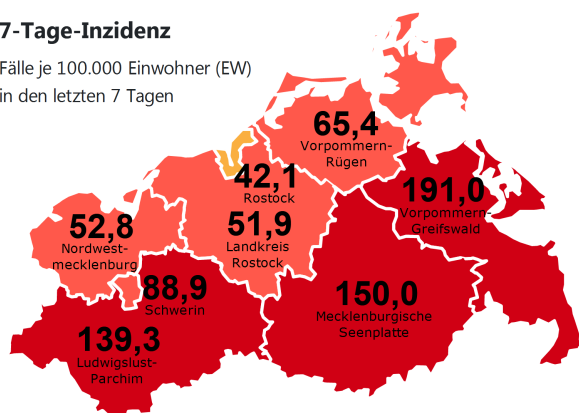 7-Tage-Inzidenz
Fälle je 100.000 Einwohner (EW)
in den letzten 7 Tagen
65,4
Vorpommern-
Rügen
42,1
Rostock
191,0
Vorpommern-
Greifswald
52,8
Nordwest-
mecklenburg
51,9
Landkreis
Rostock
88,9
Schwerin
150,0
Mecklenburgische
Seenplatte
139,3
Ludwigslust-
Parchim